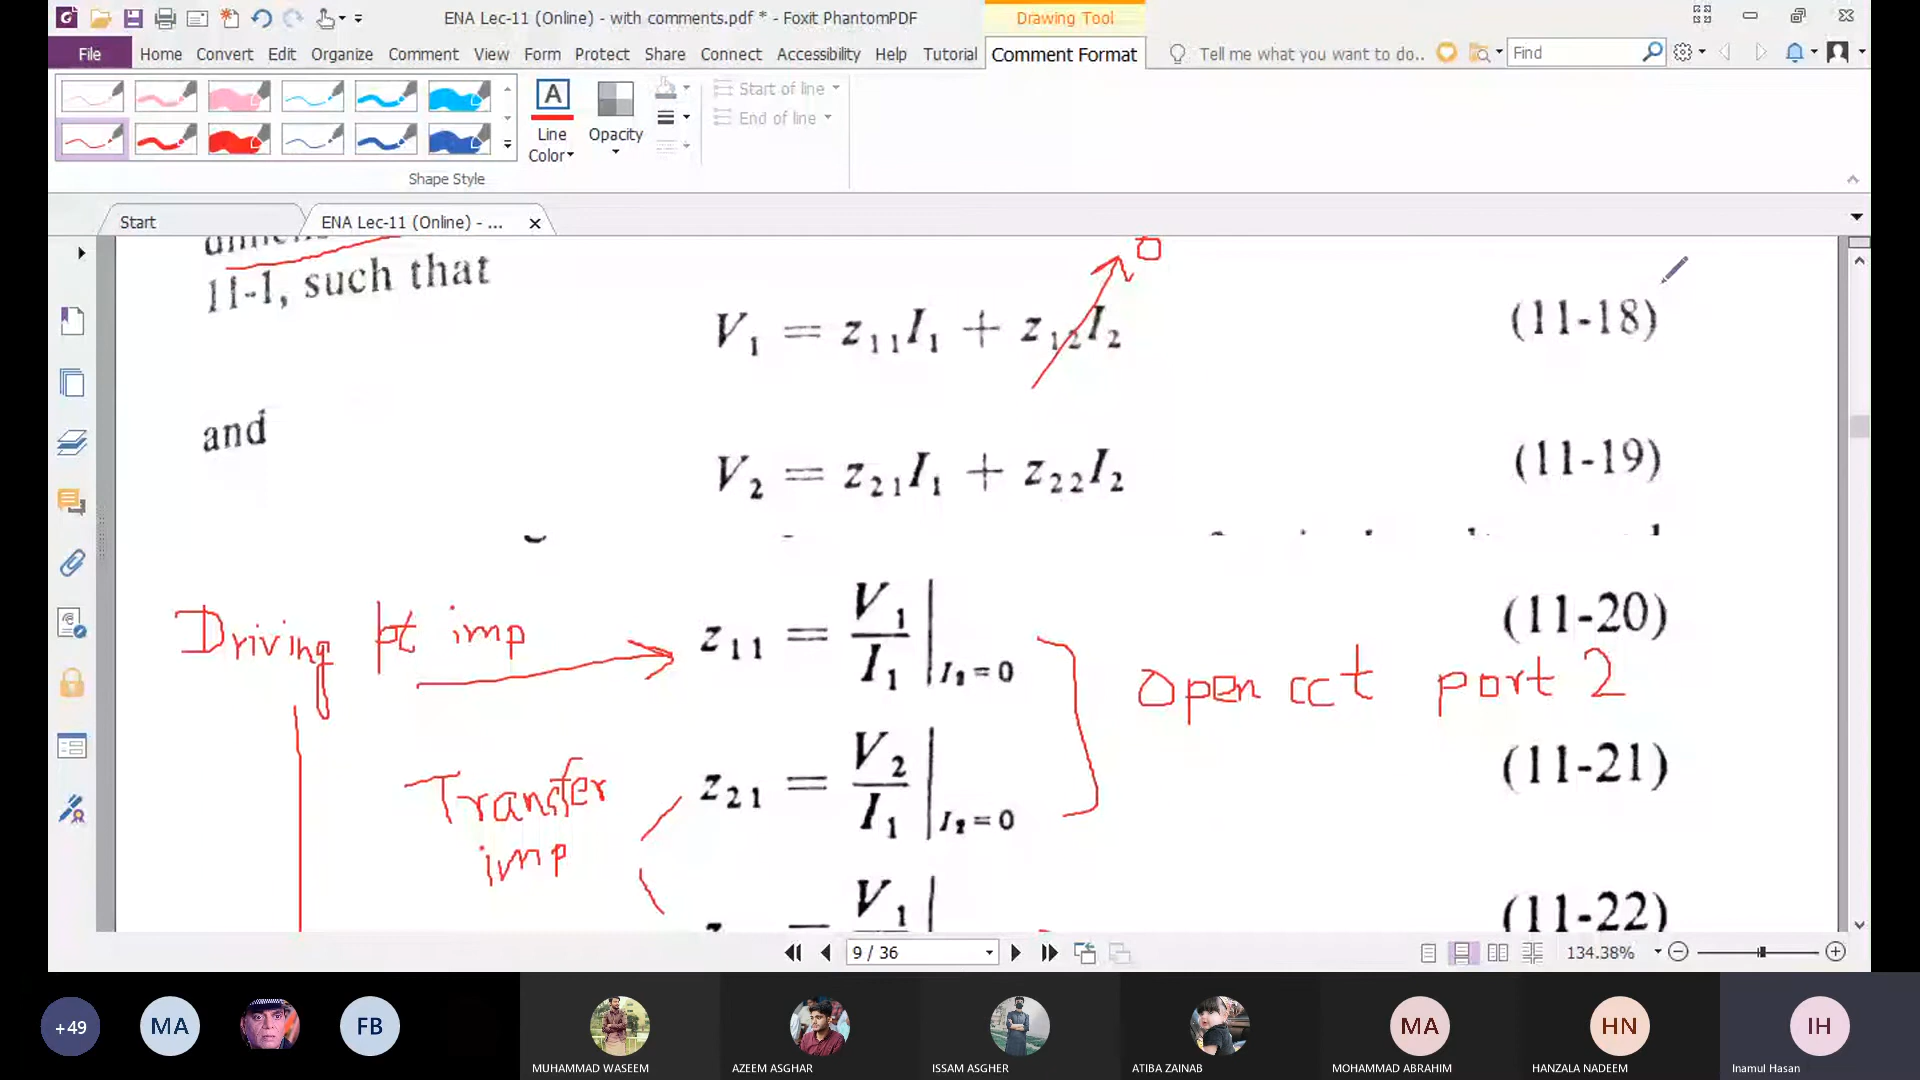 ENA Lec-11 (Online) - with comments.pdf * - Foxit PhantomPDF
Drawing Tool
File Home Convert Edit Organize Comment View Form Protect Share Connect Accessibility Help Tutorial Comment Format Tell me what you want to do.. Find
Line Color
Opacity
Start of line
End of line
Shape Style
Start
ENA Lec-11 (Online) - ...
11-1, such that
0
V₁ = z₁₁I₁ + z₁₂I₂ (11-18)
and
V₂ = z₂₁I₁ + z₂₂I₂ (11-19)
Driving pt imp
z₁₁ = V₁/I₁ | I₂ = 0 (11-20)
Open cct port 2
Transfer imp
z₂₁ = V₂/I₁ | I₂ = 0 (11-21)
V₁ (11-22)
9 / 36
134.38%
+49
MA
FB
MUHAMMAD WASEEM
AZEEM ASGHAR
ISSAM ASGHER
ATIBA ZAINAB
MA
MOHAMMAD ABRAHIM
HN
HANZALA NADEEM
IH
Inamul Hasan